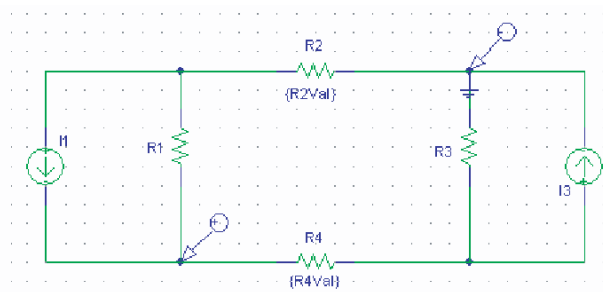 R2
{R2Val}
I1
R1
R3
I3
R4
{R4Val}